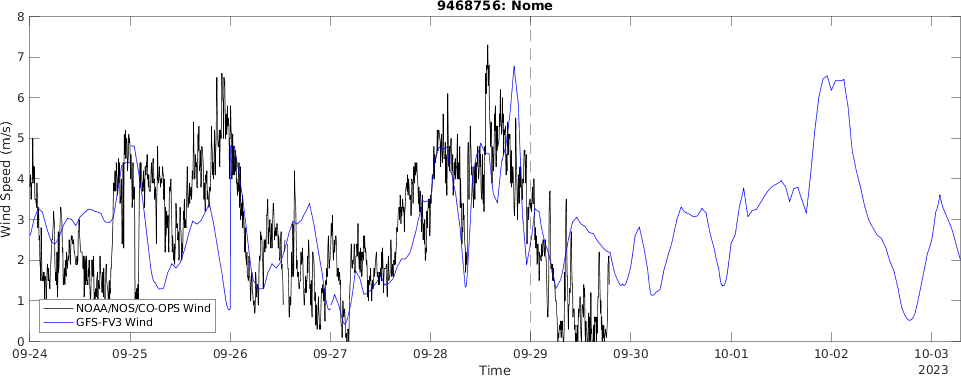 9468756: Nome
8
7
6
5
4
3
2
1
0
Wind Speed (m/s)
NOAA/NOS/CO-OPS Wind
GFS-FV3 Wind
09-24 09-25 09-26 09-27 09-28 09-29 09-30 10-01 10-02 10-03
Time
2023